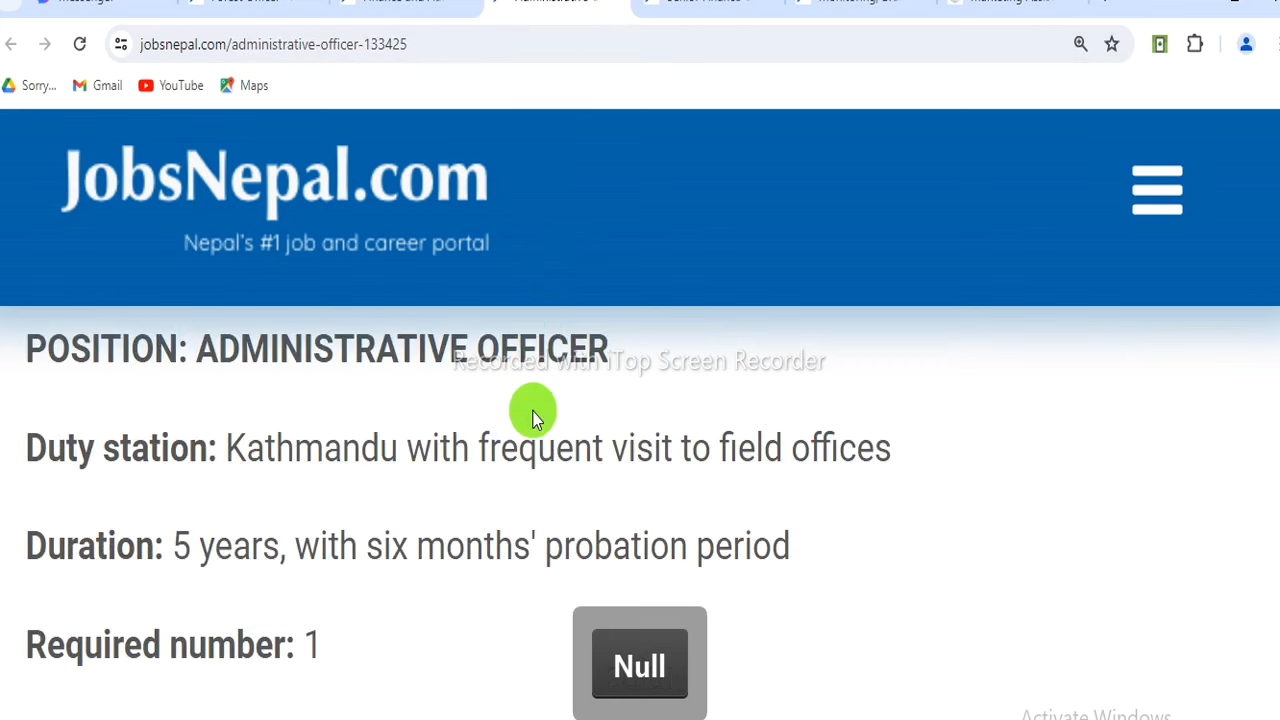 jobsnepal.com/administrative-officer-133425
Sorry... Gmail YouTube Maps
JobsNepal.com
Nepal's #1 job and career portal
POSITION: ADMINISTRATIVE OFFICER
Recorded with iTop Screen Recorder
Duty station: Kathmandu with frequent visit to field offices
Duration: 5 years, with six months' probation period
Required number: 1
Null
Activate Windows